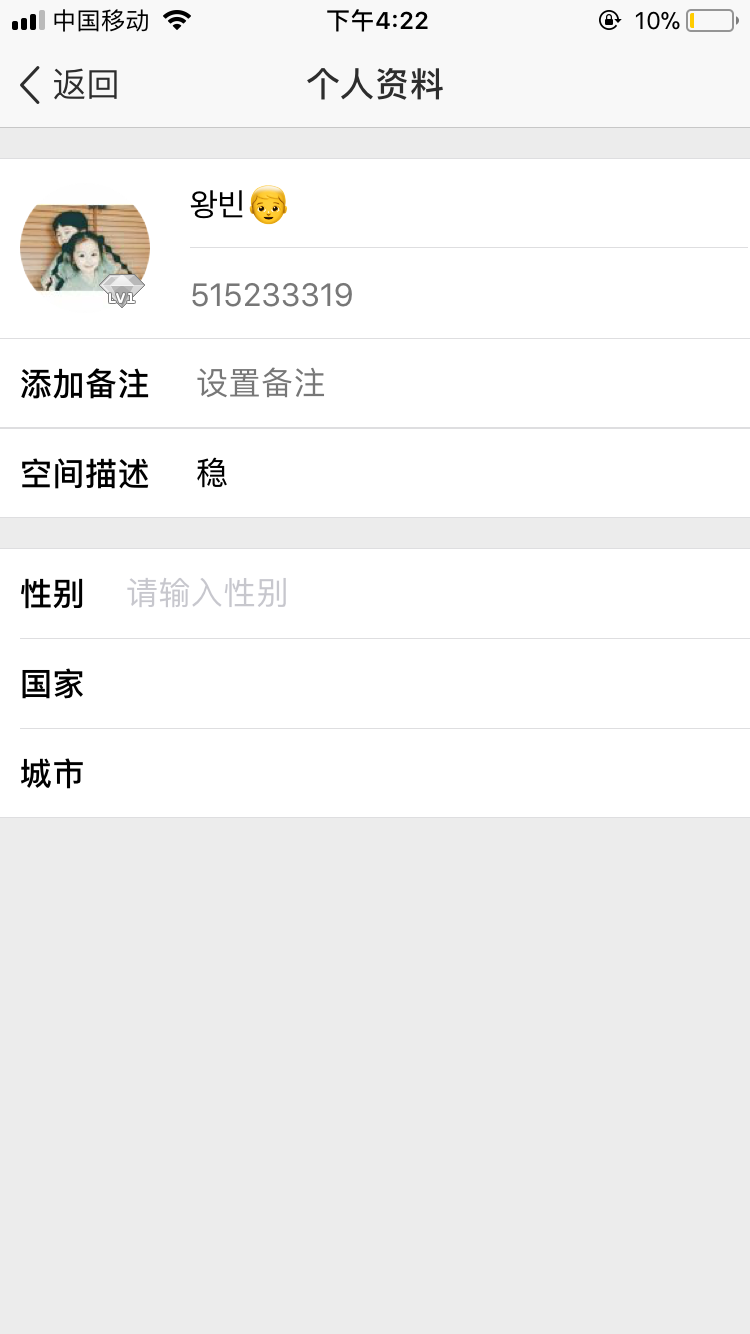 中国移动 下午4:22 10%
返回 个人资料
왕빈👦
LV1
515233319
添加备注 设置备注
空间描述 稳
性别 请输入性别
国家
城市